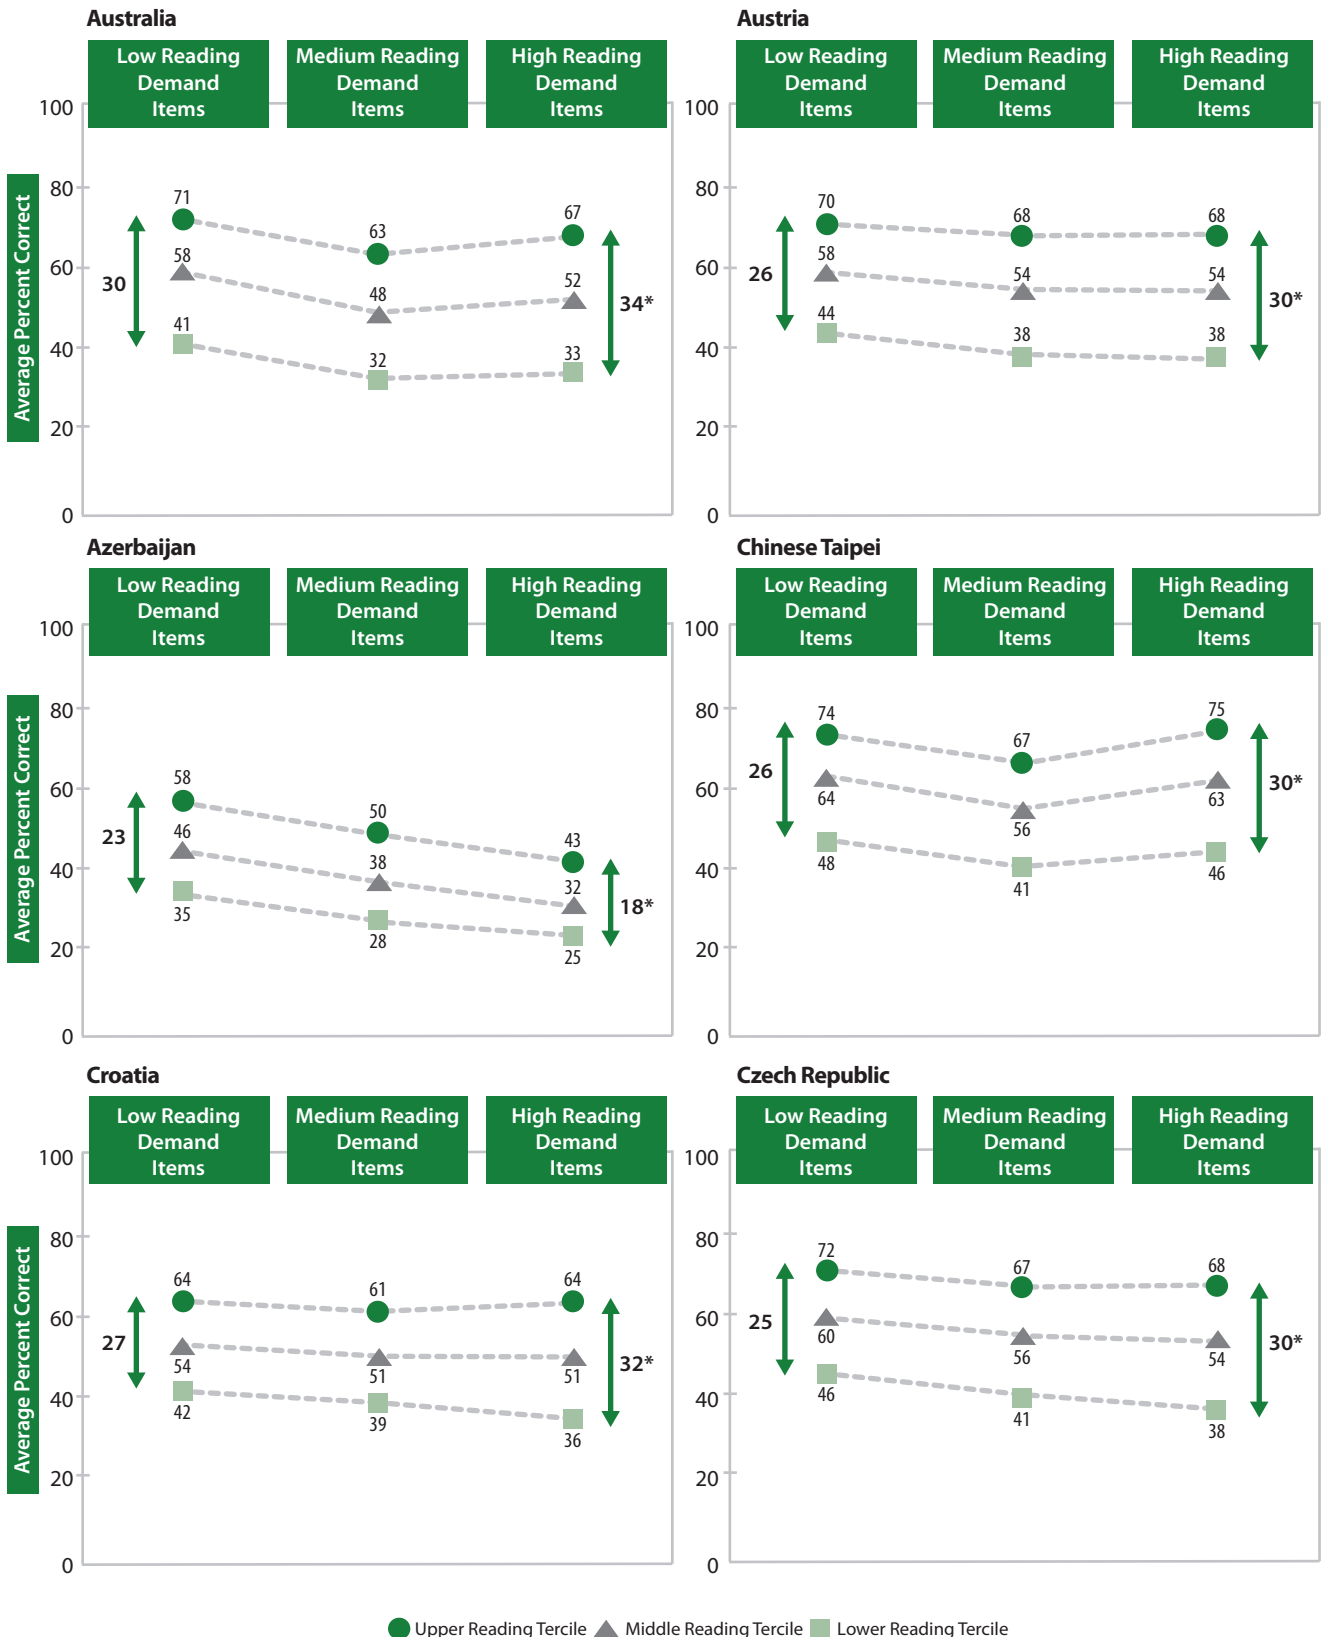 Australia
Low Reading
Demand
Items
Medium Reading
Demand
Items
High Reading
Demand
Items
100
80
60
40
20
0
Average Percent Correct
71
63
67
58
48
52
41
32
33
30
34*
Austria
Low Reading
Demand
Items
Medium Reading
Demand
Items
High Reading
Demand
Items
100
80
60
40
20
0
70
68
68
58
54
54
44
38
38
26
30*
Azerbaijan
Low Reading
Demand
Items
Medium Reading
Demand
Items
High Reading
Demand
Items
100
80
60
40
20
0
Average Percent Correct
58
50
43
46
38
32
35
28
25
23
18*
Chinese Taipei
Low Reading
Demand
Items
Medium Reading
Demand
Items
High Reading
Demand
Items
100
80
60
40
20
0
74
67
75
64
56
63
48
41
46
26
30*
Croatia
Low Reading
Demand
Items
Medium Reading
Demand
Items
High Reading
Demand
Items
100
80
60
40
20
0
Average Percent Correct
64
61
64
54
51
51
42
39
36
27
32*
Czech Republic
Low Reading
Demand
Items
Medium Reading
Demand
Items
High Reading
Demand
Items
100
80
60
40
20
0
72
67
68
60
56
54
46
41
38
25
30*
Upper Reading Tercile Middle Reading Tercile Lower Reading Tercile